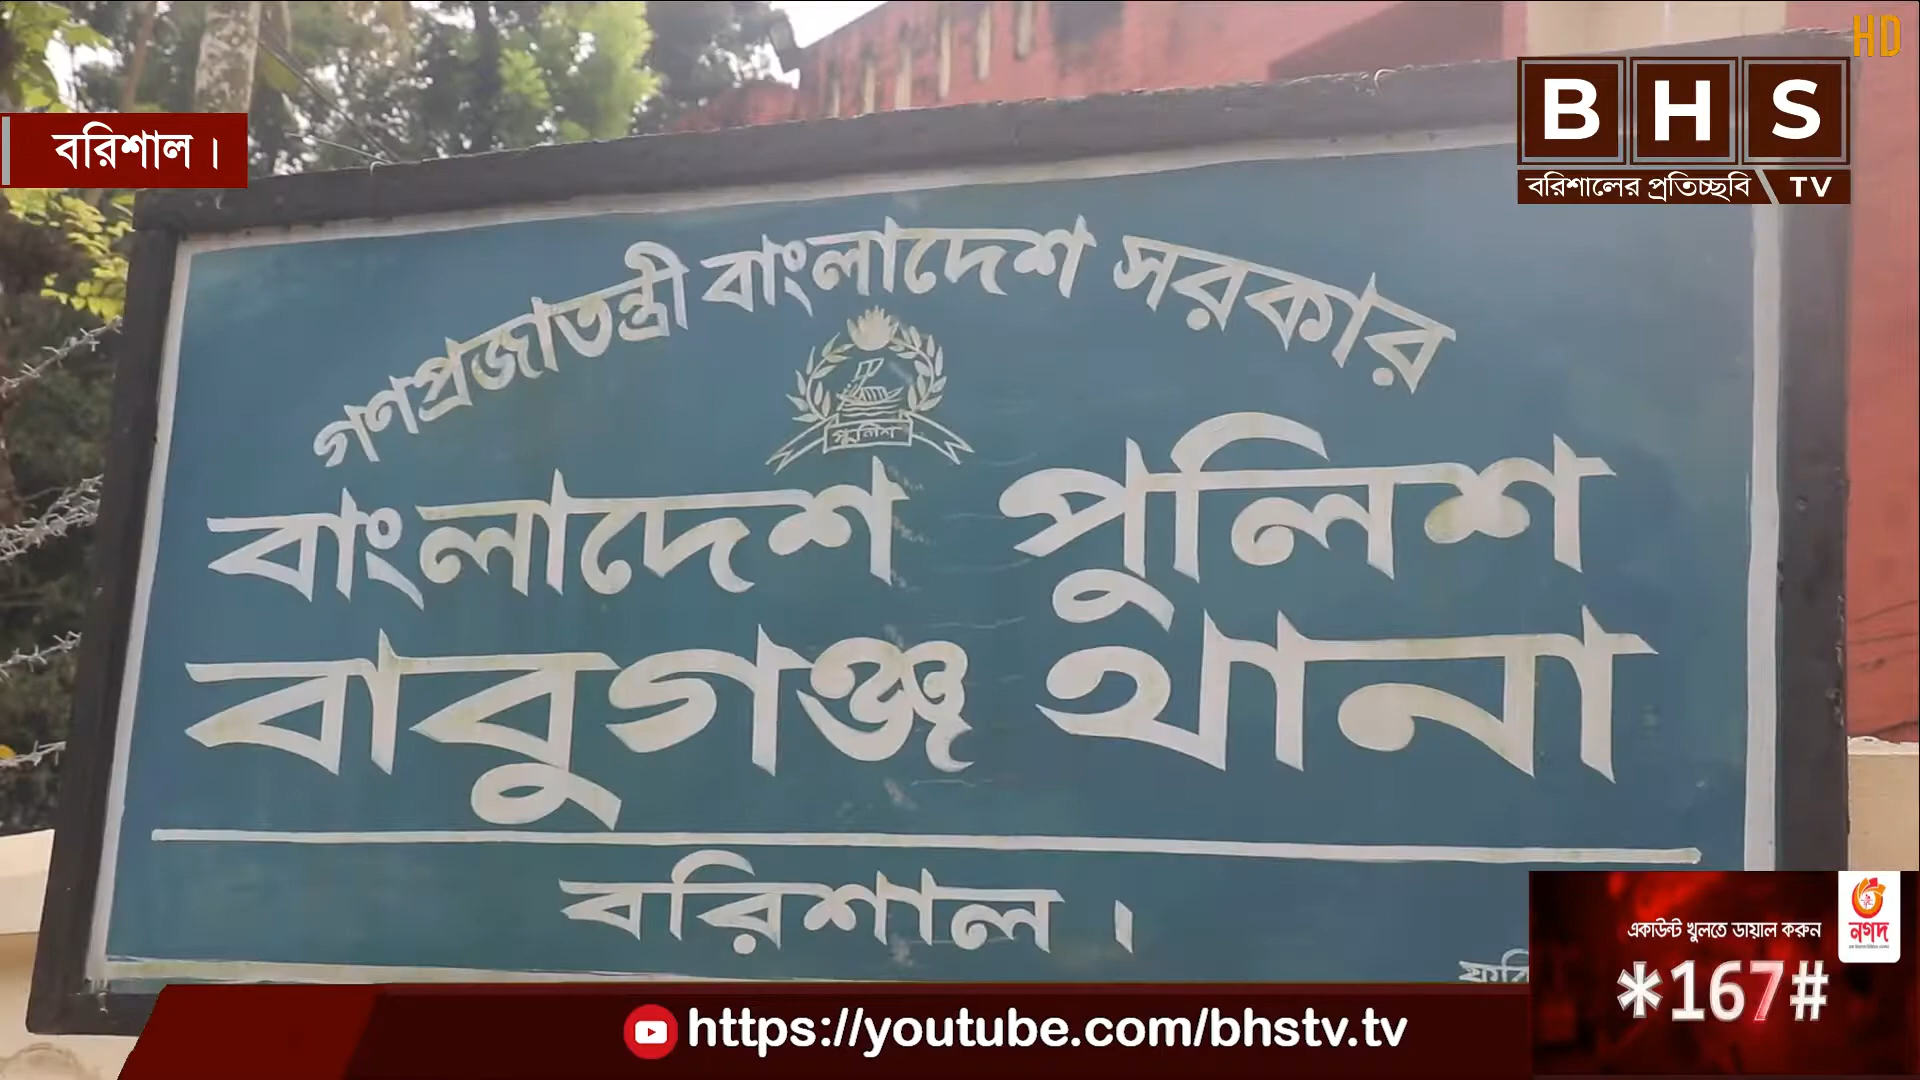 HD
BHS
বরিশালের প্রতিচ্ছবি TV
বরিশাল।
গণপ্রজাতন্ত্রী বাংলাদেশ সরকার
পুলিশ
বাংলাদেশ পুলিশ
বাবুগঞ্জ থানা
বরিশাল।
একাউন্ট খুলতে ডায়াল করুন
নগদ
*167#
https://youtube.com/bhstv.tv